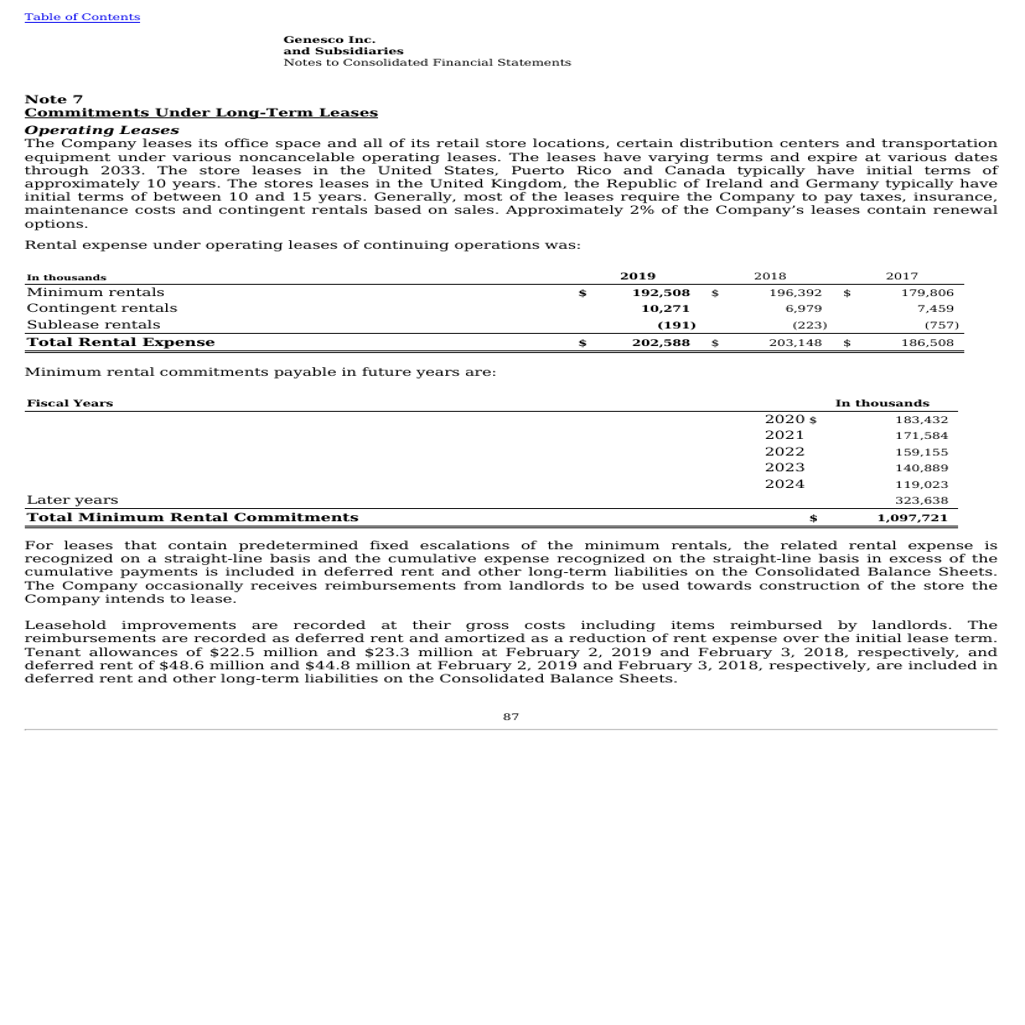 Table of Contents
Genesco Inc.
and Subsidiaries
Notes to Consolidated Financial Statements
Note 7
Commitments Under Long-Term Leases
Operating Leases
The Company leases its office space and all of its retail store locations, certain distribution centers and transportation
equipment under various noncancelable operating leases. The leases have varying terms and expire at various dates
through 2033. The store leases in the United States, Puerto Rico and Canada typically have initial terms of
approximately 10 years. The stores leases in the United Kingdom, the Republic of Ireland and Germany typically have
initial terms of between 10 and 15 years. Generally, most of the leases require the Company to pay taxes, insurance,
maintenance costs and contingent rentals based on sales. Approximately 2% of the Company’s leases contain renewal
options.
Rental expense under operating leases of continuing operations was:
In thousands 2019 2018 2017
Minimum rentals $ 192,508 $ 196,392 $ 179,806
Contingent rentals 10,271 6,979 7,459
Sublease rentals (191) (223) (757)
Total Rental Expense $ 202,588 $ 203,148 $ 186,508
Minimum rental commitments payable in future years are:
Fiscal Years In thousands
2020 $ 183,432
2021 171,584
2022 159,155
2023 140,889
2024 119,023
Later years 323,638
Total Minimum Rental Commitments $ 1,097,721
For leases that contain predetermined fixed escalations of the minimum rentals, the related rental expense is
recognized on a straight-line basis and the cumulative expense recognized on the straight-line basis in excess of the
cumulative payments is included in deferred rent and other long-term liabilities on the Consolidated Balance Sheets.
The Company occasionally receives reimbursements from landlords to be used towards construction of the store the
Company intends to lease.
Leasehold improvements are recorded at their gross costs including items reimbursed by landlords. The
reimbursements are recorded as deferred rent and amortized as a reduction of rent expense over the initial lease term.
Tenant allowances of $22.5 million and $23.3 million at February 2, 2019 and February 3, 2018, respectively, and
deferred rent of $48.6 million and $44.8 million at February 2, 2019 and February 3, 2018, respectively, are included in
deferred rent and other long-term liabilities on the Consolidated Balance Sheets.
87